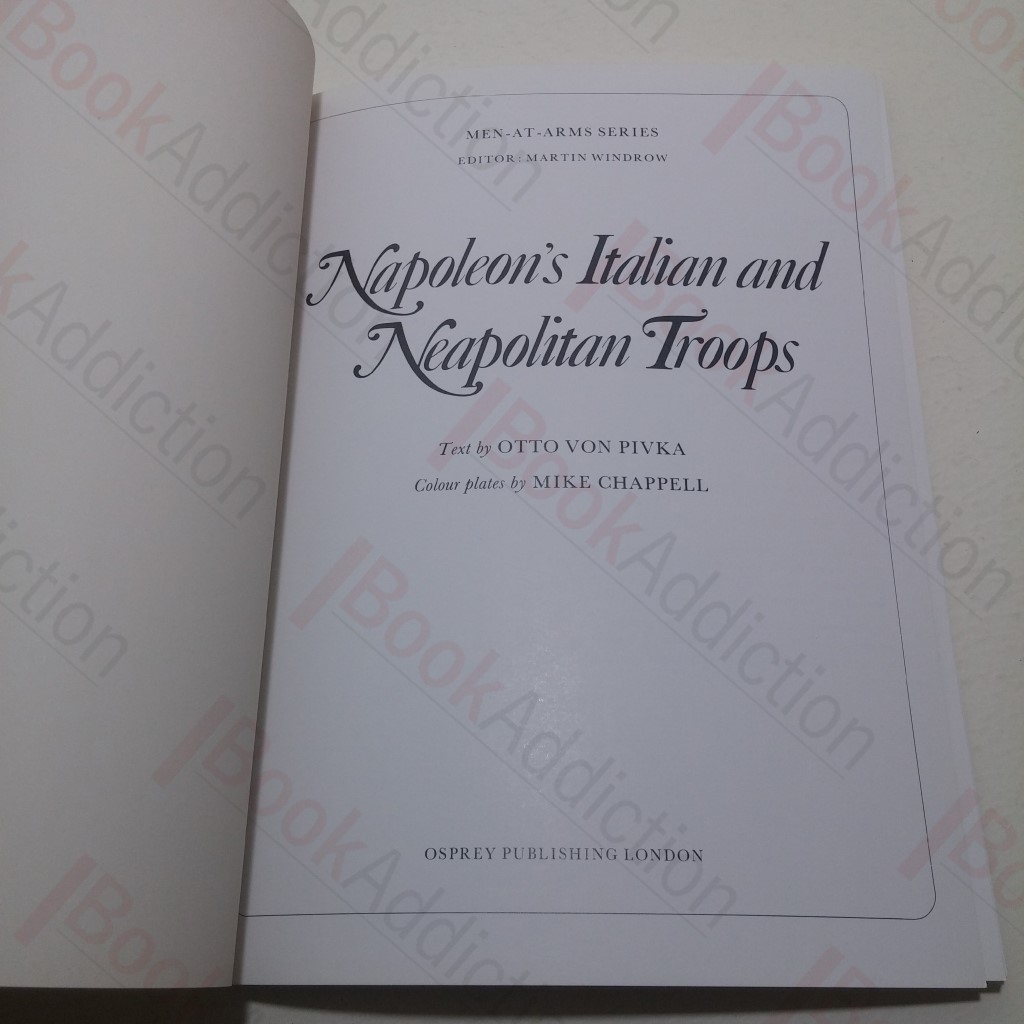 MEN-AT-ARMS SERIES
EDITOR: MARTIN WINDROW
Napoleon's Italian and
Neapolitan Troops
Text by OTTO VON PIVKA
Colour plates by MIKE CHAPPELL
OSPREY PUBLISHING LONDON
BookAddiction